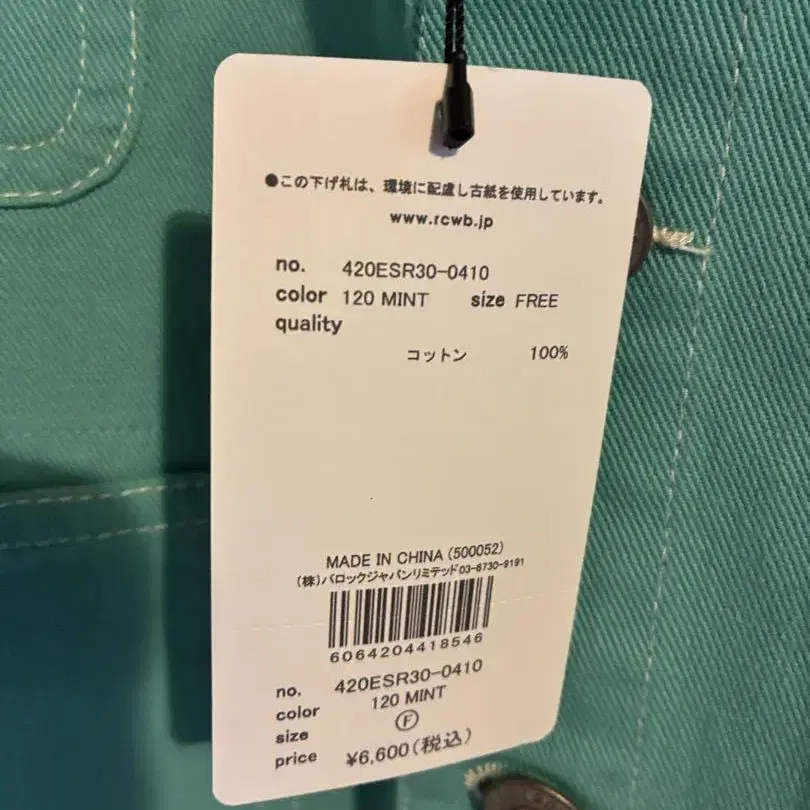 ●この下げ札は、環境に配慮し古紙を使用しています。
www.rcwb.jp
no. 420ESR30-0410
color 120 MINT size FREE
quality
コットン 100%
MADE IN CHINA (500052)
(株)バロックジャパンリミテッド03-6730-9191
6064204418546
no. 420ESR30-0410
color 120 MINT
size Ⓕ
price ¥6,600(税込)